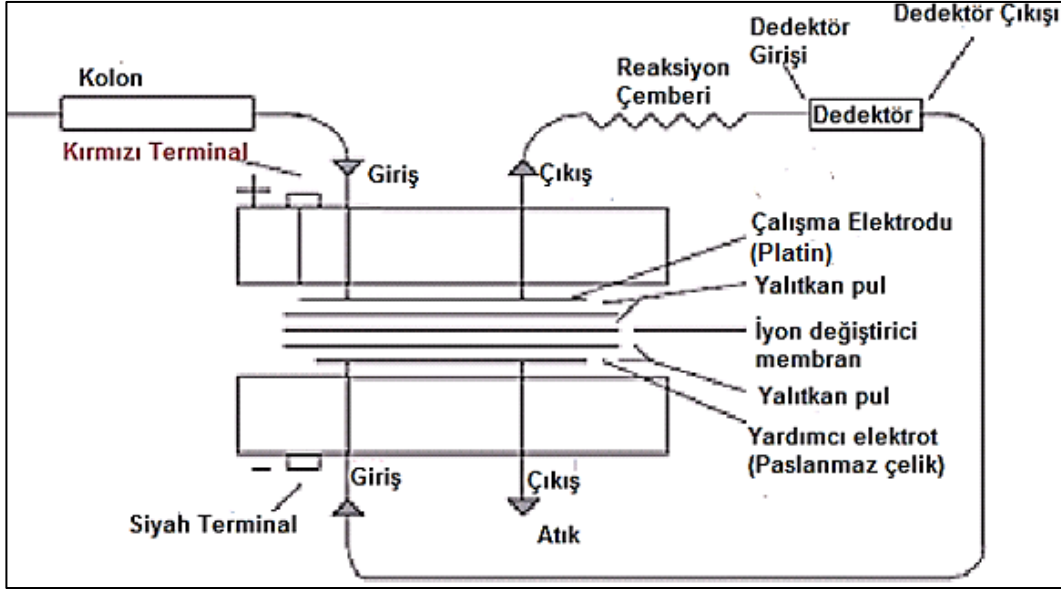 Dedektör Çıkışı
Dedektör
Girişi
Reaksiyon
Çemberi
Kolon
Dedektör
Kırmızı Terminal
Giriş
Çıkış
+
Çalışma Elektrodu
(Platin)
Yalıtkan pul
İyon değiştirici
membran
Yalıtkan pul
Yardımcı elektrot
(Paslanmaz çelik)
-
Giriş
Çıkış
Siyah Terminal
Atık